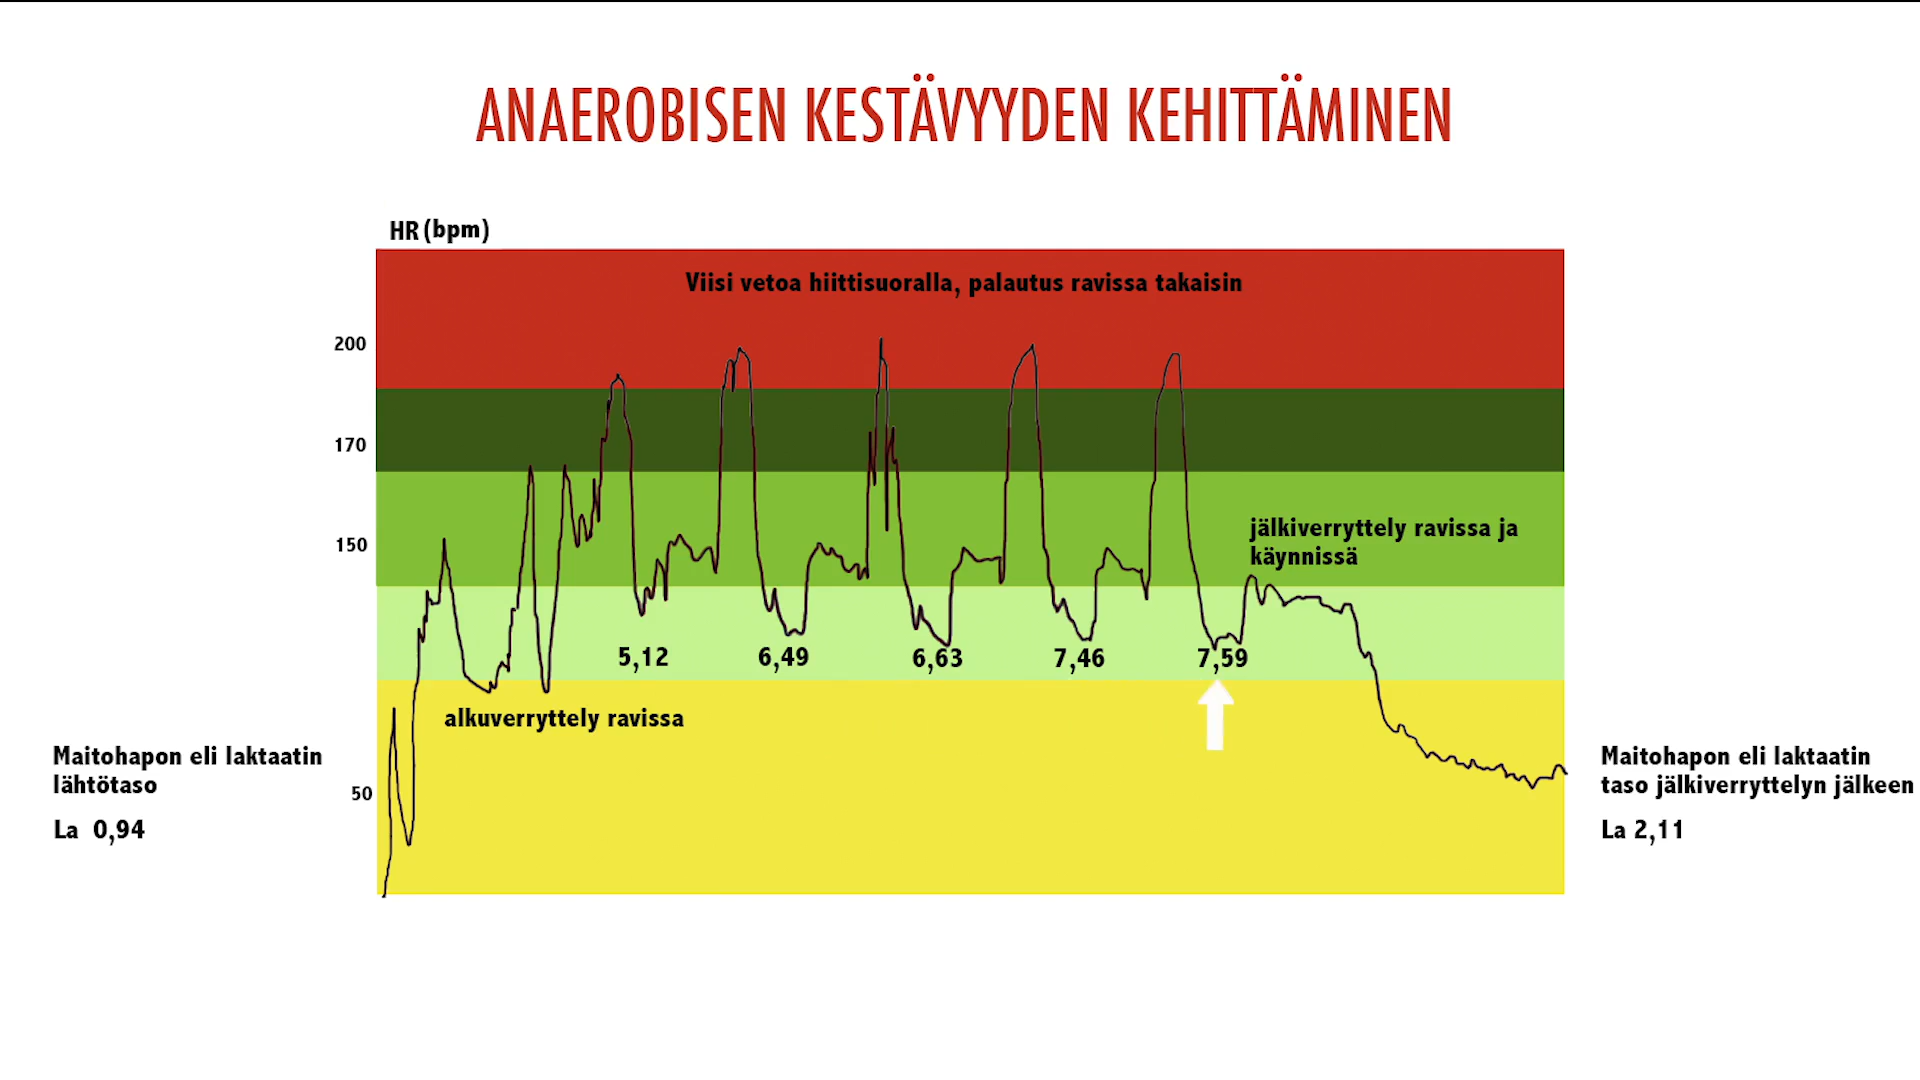 ANAEROBISEN KESTÄVYYDEN KEHITTÄMINEN
HR (bpm)
Viisi vetoa hiittisuoralla, palautus ravissa takaisin
200
170
150
50
jälkiverryttely ravissa ja
käynnissä
5,12 6,49 6,63 7,46 7,59
alkuverryttely ravissa
Maitohapon eli laktaatin
lähtötaso
La 0,94
Maitohapon eli laktaatin
taso jälkiverryttelyn jälkeen
La 2,11